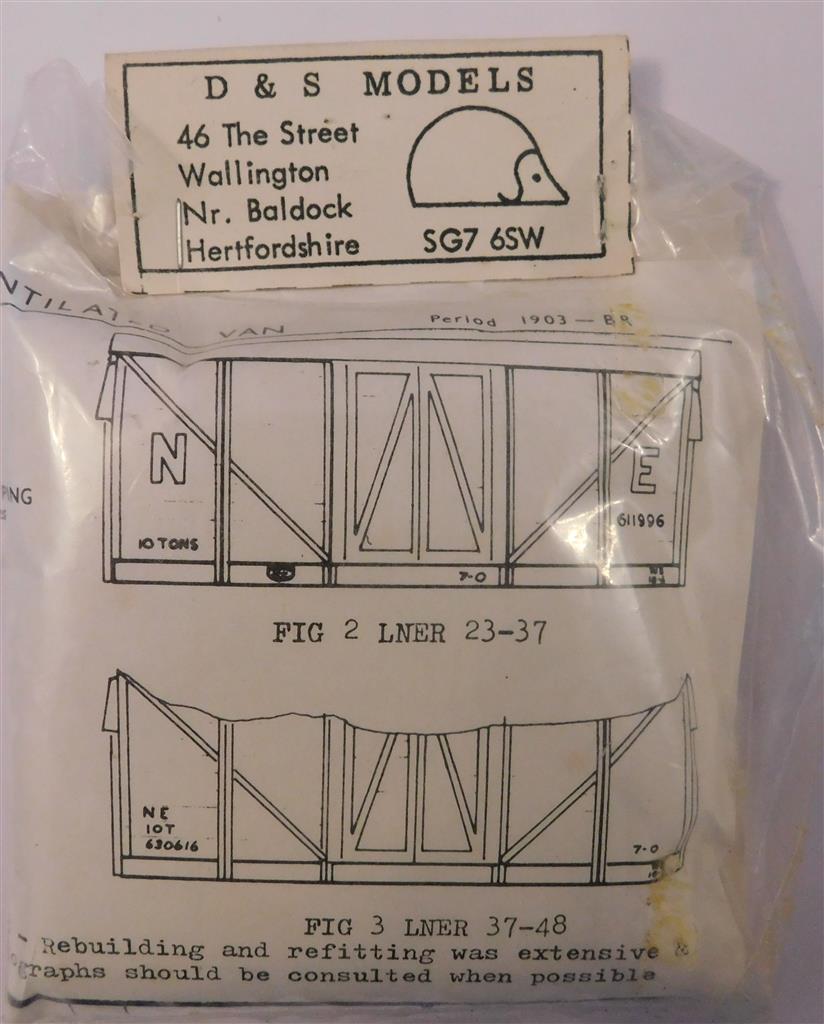 D & S MODELS
46 The Street
Wallington
Nr. Baldock
Hertfordshire
SG7 6SW
VAN
Period 1903 - BR
N
E
PING
611996
10 TONS
7-0
FIG 2 LNER 23-37
NE
10T
630616
7-0
FIG 3 LNER 37-48
Rebuilding and refitting was extensive &
graphs should be consulted when possible